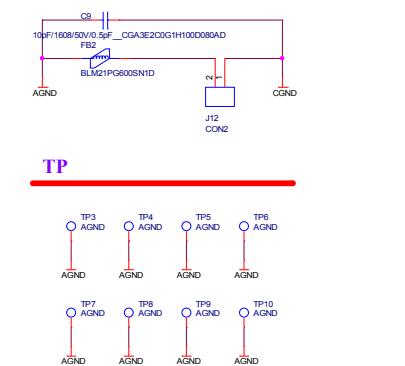 C9
10pF/1608/50V/0.5pF__CGA3E2C0G1H100D080AD
FB2
BLM21PG600SN1D
2
1
AGND
CGND
J12
CON2
TP
TP3
AGND
TP4
AGND
TP5
AGND
TP6
AGND
AGND
AGND
AGND
AGND
TP7
AGND
TP8
AGND
TP9
AGND
TP10
AGND
AGND
AGND
AGND
AGND